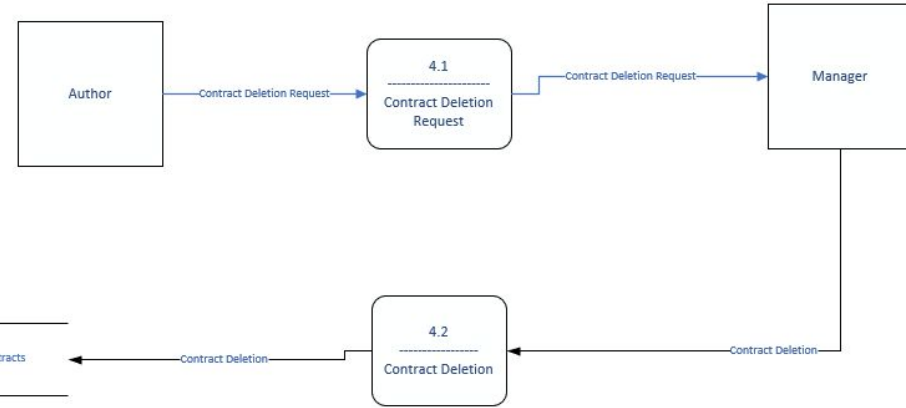 4.1
Contract Deletion Request
Contract Deletion Request
Manager
Author
Contract Deletion
Request
4.2
Contract Deletion
Contract Deletion
Contract Deletion